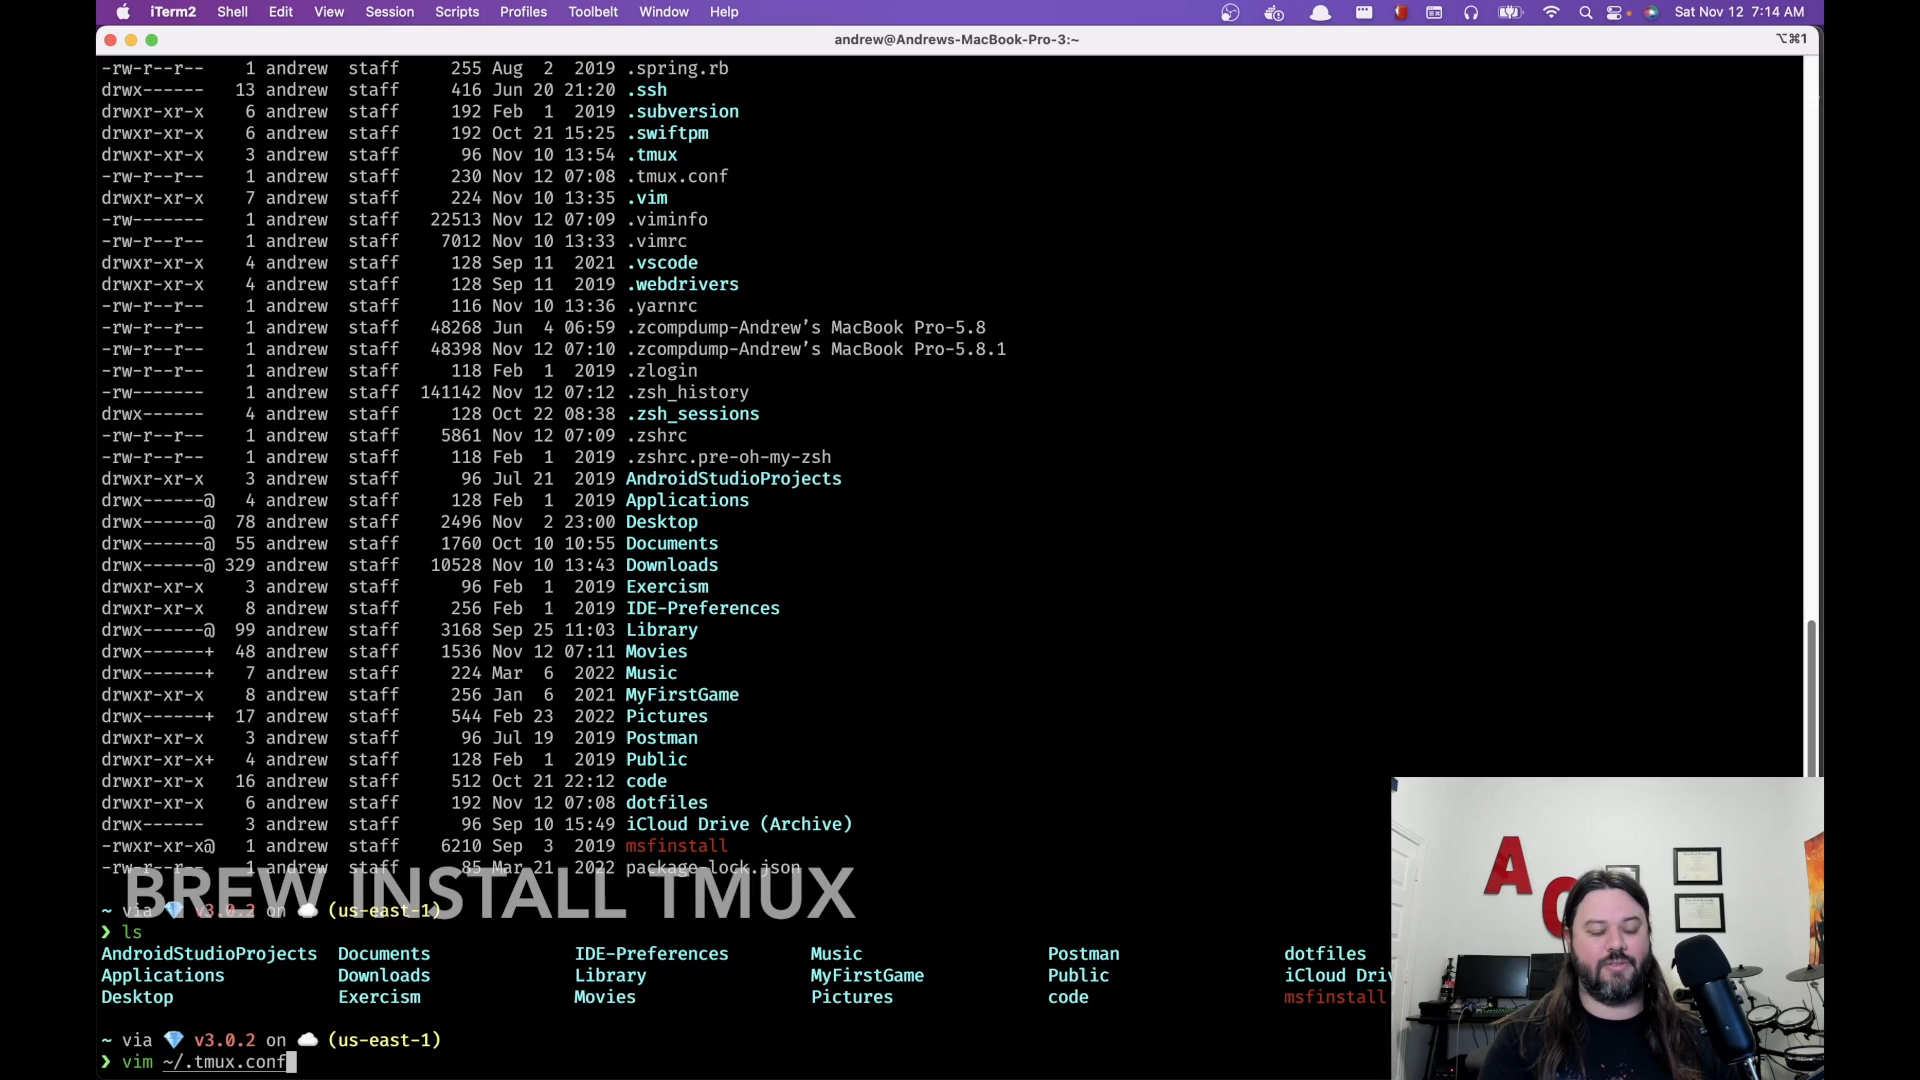 iTerm2 Shell Edit View Session Scripts Profiles Toolbelt Window Help Sat Nov 12 7:14 AM
andrew@Andrews-MacBook-Pro-3:~ ⌥⌘1
-rw-r--r-- 1 andrew staff 255 Aug 2 2019 .spring.rb
drwx------ 13 andrew staff 416 Jun 20 21:20 .ssh
drwxr-xr-x 6 andrew staff 192 Feb 1 2019 .subversion
drwxr-xr-x 6 andrew staff 192 Oct 21 15:25 .swiftpm
drwxr-xr-x 3 andrew staff 96 Nov 10 13:54 .tmux
-rw-r--r-- 1 andrew staff 230 Nov 12 07:08 .tmux.conf
drwxr-xr-x 7 andrew staff 224 Nov 10 13:35 .vim
-rw------- 1 andrew staff 22513 Nov 12 07:09 .viminfo
-rw-r--r-- 1 andrew staff 7012 Nov 10 13:33 .vimrc
drwxr-xr-x 4 andrew staff 128 Sep 11 2021 .vscode
drwxr-xr-x 4 andrew staff 128 Sep 11 2019 .webdrivers
-rw-r--r-- 1 andrew staff 116 Nov 10 13:36 .yarnrc
-rw-r--r-- 1 andrew staff 48268 Jun 4 06:59 .zcompdump-Andrew’s MacBook Pro-5.8
-rw-r--r-- 1 andrew staff 48398 Nov 12 07:10 .zcompdump-Andrew’s MacBook Pro-5.8.1
-rw-r--r-- 1 andrew staff 118 Feb 1 2019 .zlogin
-rw------- 1 andrew staff 141142 Nov 12 07:12 .zsh_history
drwx------ 4 andrew staff 128 Oct 22 08:38 .zsh_sessions
-rw-r--r-- 1 andrew staff 5861 Nov 12 07:09 .zshrc
-rw-r--r-- 1 andrew staff 118 Feb 1 2019 .zshrc.pre-oh-my-zsh
drwxr-xr-x 3 andrew staff 96 Jul 21 2019 AndroidStudioProjects
drwx------@ 4 andrew staff 128 Feb 1 2019 Applications
drwx------@ 78 andrew staff 2496 Nov 2 23:00 Desktop
drwx------@ 55 andrew staff 1760 Oct 10 10:55 Documents
drwx------@ 329 andrew staff 10528 Nov 10 13:43 Downloads
drwxr-xr-x 3 andrew staff 96 Feb 1 2019 Exercism
drwxr-xr-x 8 andrew staff 256 Feb 1 2019 IDE-Preferences
drwx------@ 99 andrew staff 3168 Sep 25 11:03 Library
drwx------+ 48 andrew staff 1536 Nov 12 07:11 Movies
drwx------+ 7 andrew staff 224 Mar 6 2022 Music
drwxr-xr-x 8 andrew staff 256 Jan 6 2021 MyFirstGame
drwx------+ 17 andrew staff 544 Feb 23 2022 Pictures
drwxr-xr-x 3 andrew staff 96 Jul 19 2019 Postman
drwxr-xr-x+ 4 andrew staff 128 Feb 1 2019 Public
drwxr-xr-x 16 andrew staff 512 Oct 21 22:12 code
drwxr-xr-x 6 andrew staff 192 Nov 12 07:08 dotfiles
drwx------ 3 andrew staff 96 Sep 10 15:49 iCloud Drive (Archive)
-rwxr-xr-x@ 1 andrew staff 6210 Sep 3 2019 msfinstall
-rw-r--r-- 1 andrew staff 85 Mar 21 2022 package-lock.json
BREW INSTALL TMUX
~ via 💎 v3.0.2 on ☁️ (us-east-1)
❯ ls
AndroidStudioProjects Documents IDE-Preferences Music Postman dotfiles
Applications Downloads Library MyFirstGame Public iCloud Driv
Desktop Exercism Movies Pictures code msfinstall
~ via 💎 v3.0.2 on ☁️ (us-east-1)
❯ vim ~/.tmux.conf
A